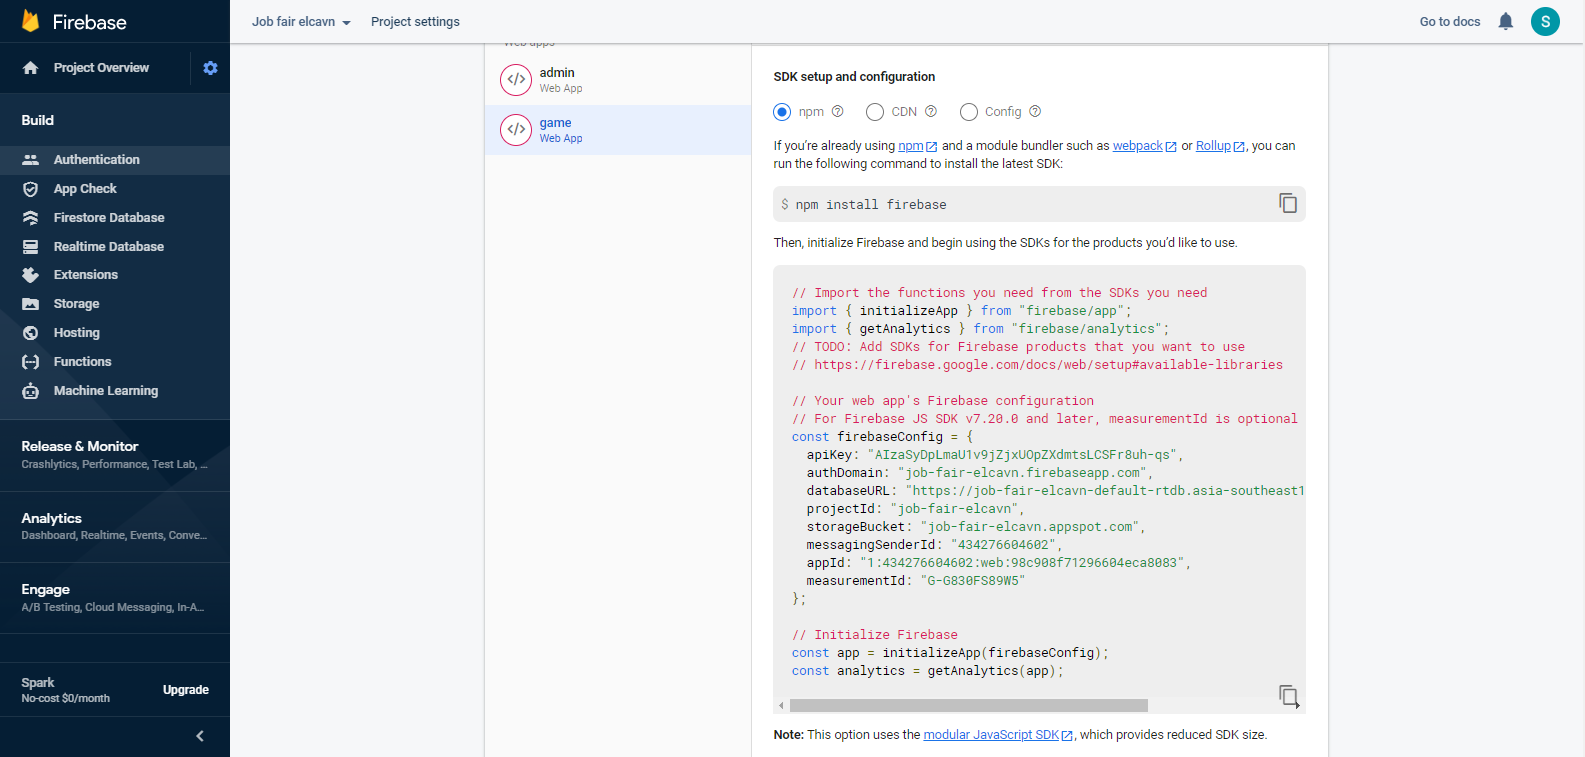 Firebase
Job fair elcavn
Project settings
Go to docs
S
Project Overview
Build
Authentication
App Check
Firestore Database
Realtime Database
Extensions
Storage
Hosting
Functions
Machine Learning
Release & Monitor
Crashlytics, Performance, Test Lab, ...
Analytics
Dashboard, Realtime, Events, Conve...
Engage
A/B Testing, Cloud Messaging, In-A...
Spark
No-cost $0/month
Upgrade
Web apps
admin
Web App
game
Web App
SDK setup and configuration
npm
CDN
Config
If you’re already using npm and a module bundler such as webpack or Rollup, you can
run the following command to install the latest SDK:
$ npm install firebase
Then, initialize Firebase and begin using the SDKs for the products you’d like to use.
// Import the functions you need from the SDKs you need
import { initializeApp } from "firebase/app";
import { getAnalytics } from "firebase/analytics";
// TODO: Add SDKs for Firebase products that you want to use
// https://firebase.google.com/docs/web/setup#available-libraries
// Your web app's Firebase configuration
// For Firebase JS SDK v7.20.0 and later, measurementId is optional
const firebaseConfig = {
apiKey: "AIzaSyDpLmaU1v9jZjxUOpZXdmtsLCSFr8uh-qs",
authDomain: "job-fair-elcavn.firebaseapp.com",
databaseURL: "https://job-fair-elcavn-default-rtdb.asia-southeast1
projectId: "job-fair-elcavn",
storageBucket: "job-fair-elcavn.appspot.com",
messagingSenderId: "434276604602",
appId: "1:434276604602:web:98c908f71296604eca8083",
measurementId: "G-G830FS89W5"
};
// Initialize Firebase
const app = initializeApp(firebaseConfig);
const analytics = getAnalytics(app);
Note: This option uses the modular JavaScript SDK, which provides reduced SDK size.